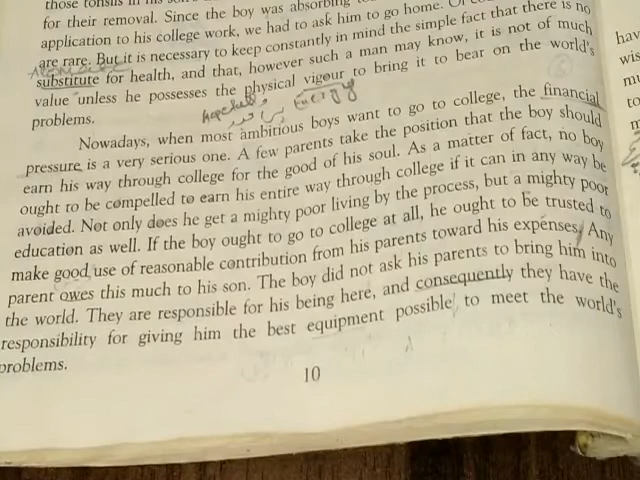 those tonsils in his
for their removal. Since the boy was absorbing
application to his college work, we had to ask him to go home.
are rare. But it is necessary to keep constantly in mind the simple fact that there is no
substitute for health, and that, however such a man may know, it is not of much
value unless he possesses the physical vigour to bring it to bear on the world's
problems.
Hopeful
Energy
Nowadays, when most ambitious boys want to go to college, the financial
pressure is a very serious one. A few parents take the position that the boy should
earn his way through college for the good of his soul. As a matter of fact, no boy
ought to be compelled to earn his entire way through college if it can in any way be
avoided. Not only does he get a mighty poor living by the process, but a mighty poor
education as well. If the boy ought to go to college at all, he ought to be trusted to
make good use of reasonable contribution from his parents toward his expenses. Any
parent owes this much to his son. The boy did not ask his parents to bring him into
the world. They are responsible for his being here, and consequently they have the
responsibility for giving him the best equipment possible to meet the world's
problems.
10
hav
wis
mu
to